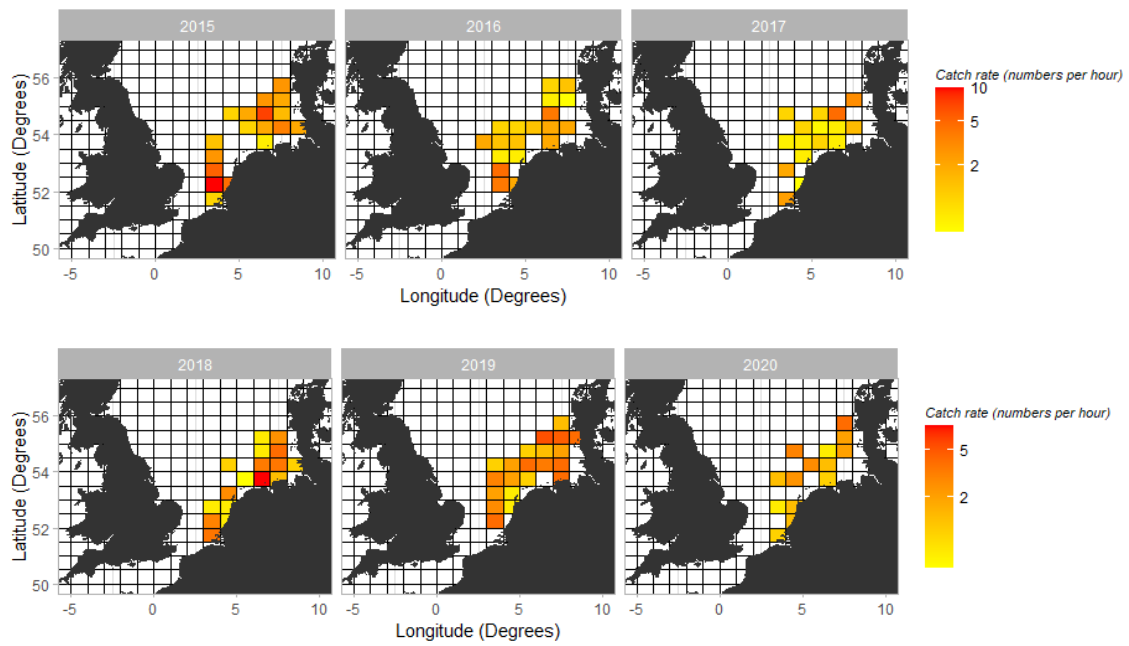 2015 2016 2017
Catch rate (numbers per hour)
10
5
2
Latitude (Degrees)
56
54
52
50
-5 0 5 10 -5 0 5 10 -5 0 5 10
Longitude (Degrees)
2018 2019 2020
Catch rate (numbers per hour)
5
2
Latitude (Degrees)
56
54
52
50
-5 0 5 10 -5 0 5 10 -5 0 5 10
Longitude (Degrees)